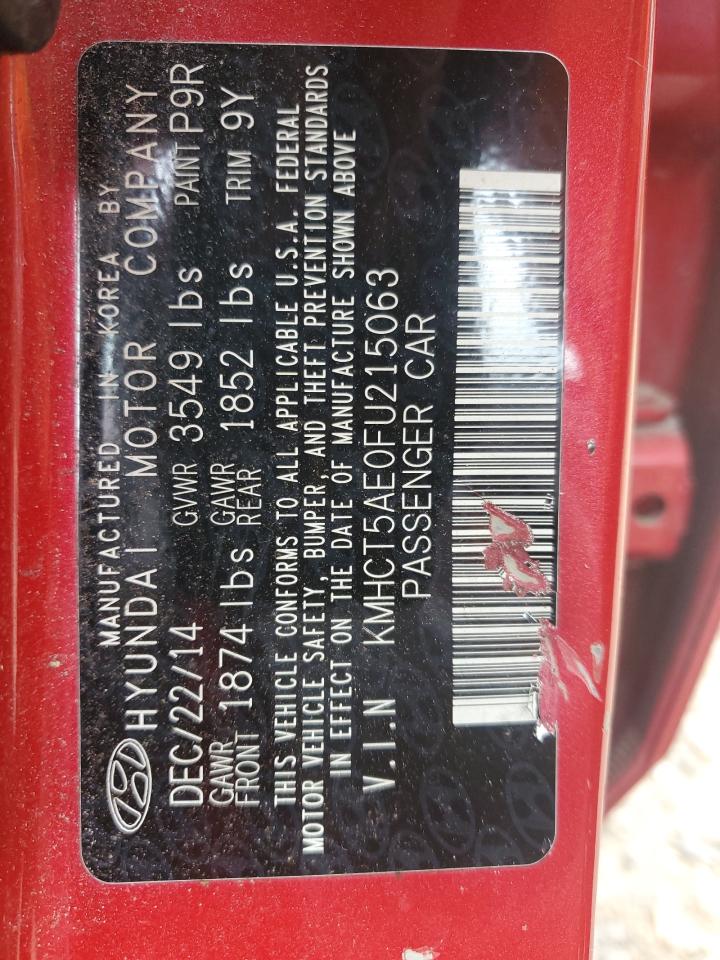 MANUFACTURED IN KOREA BY
HYUNDAI MOTOR COMPANY
DEC/22/14 GVWR 3549 lbs PAINT P9R
GAWR FRONT 1874 lbs GAWR REAR 1852 lbs TRIM 9Y
THIS VEHICLE CONFORMS TO ALL APPLICABLE U.S.A. FEDERAL
MOTOR VEHICLE SAFETY, BUMPER, AND THEFT PREVENTION STANDARDS
IN EFFECT ON THE DATE OF MANUFACTURE SHOWN ABOVE
V.I.N KMHCT5AE0FU215063
PASSENGER CAR